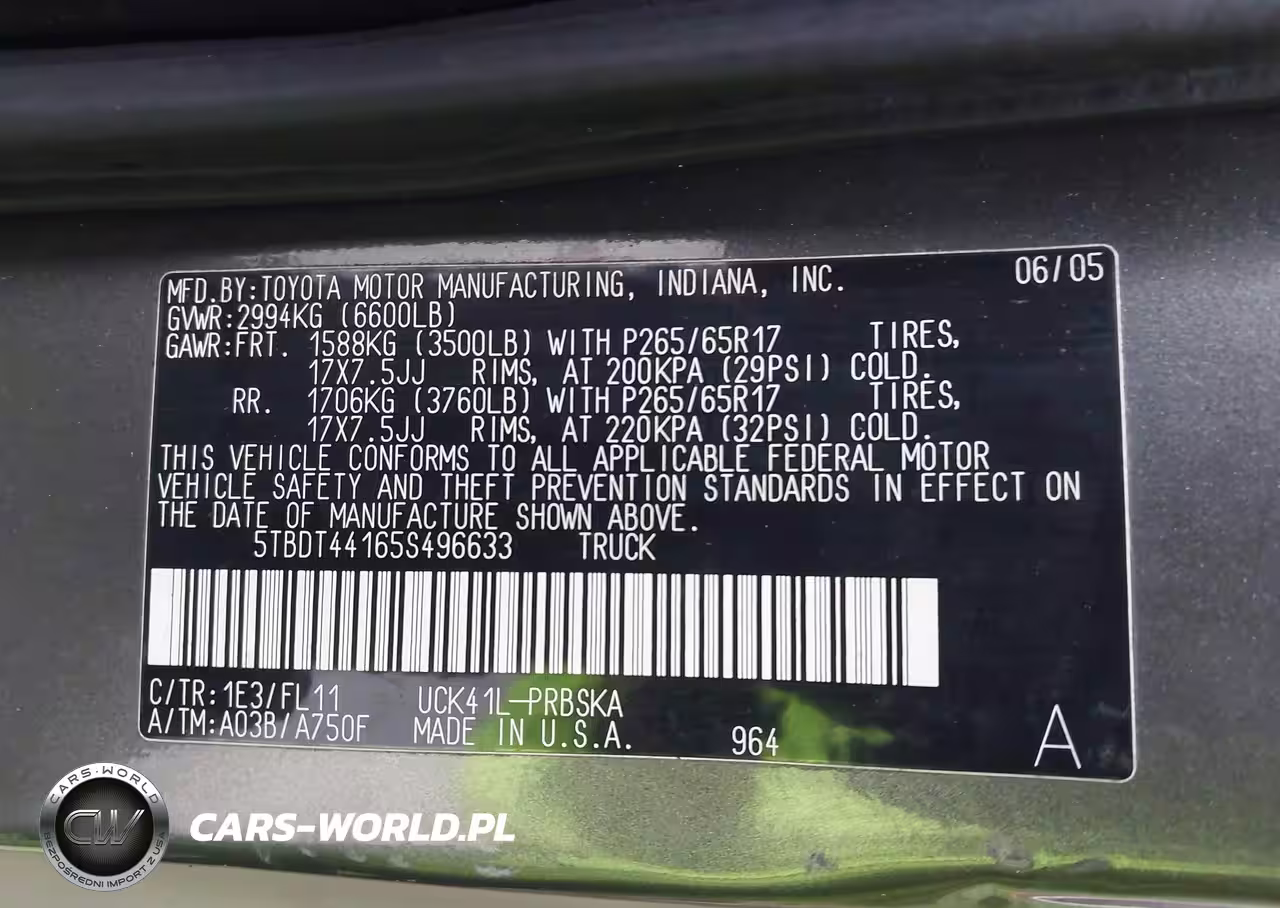 MFD.BY:TOYOTA MOTOR MANUFACTURING, INDIANA, INC. 06/05
GVWR:2994KG (6600LB)
GAWR:FRT. 1588KG (3500LB) WITH P265/65R17 TIRES,
17X7.5JJ RIMS, AT 200KPA (29PSI) COLD.
RR. 1706KG (3760LB) WITH P265/65R17 TIRES,
17X7.5JJ RIMS, AT 220KPA (32PSI) COLD.
THIS VEHICLE CONFORMS TO ALL APPLICABLE FEDERAL MOTOR
VEHICLE SAFETY AND THEFT PREVENTION STANDARDS IN EFFECT ON
THE DATE OF MANUFACTURE SHOWN ABOVE.
5TBDT44165S496633 TRUCK
C/TR:1E3/FL11 UCK41L-PRBSKA
A/TM:A03B/A750F MADE IN U.S.A. 964 A
CARS-WORLD
CW
BEZPOŚREDNI IMPORT Z USA
CARS-WORLD.PL